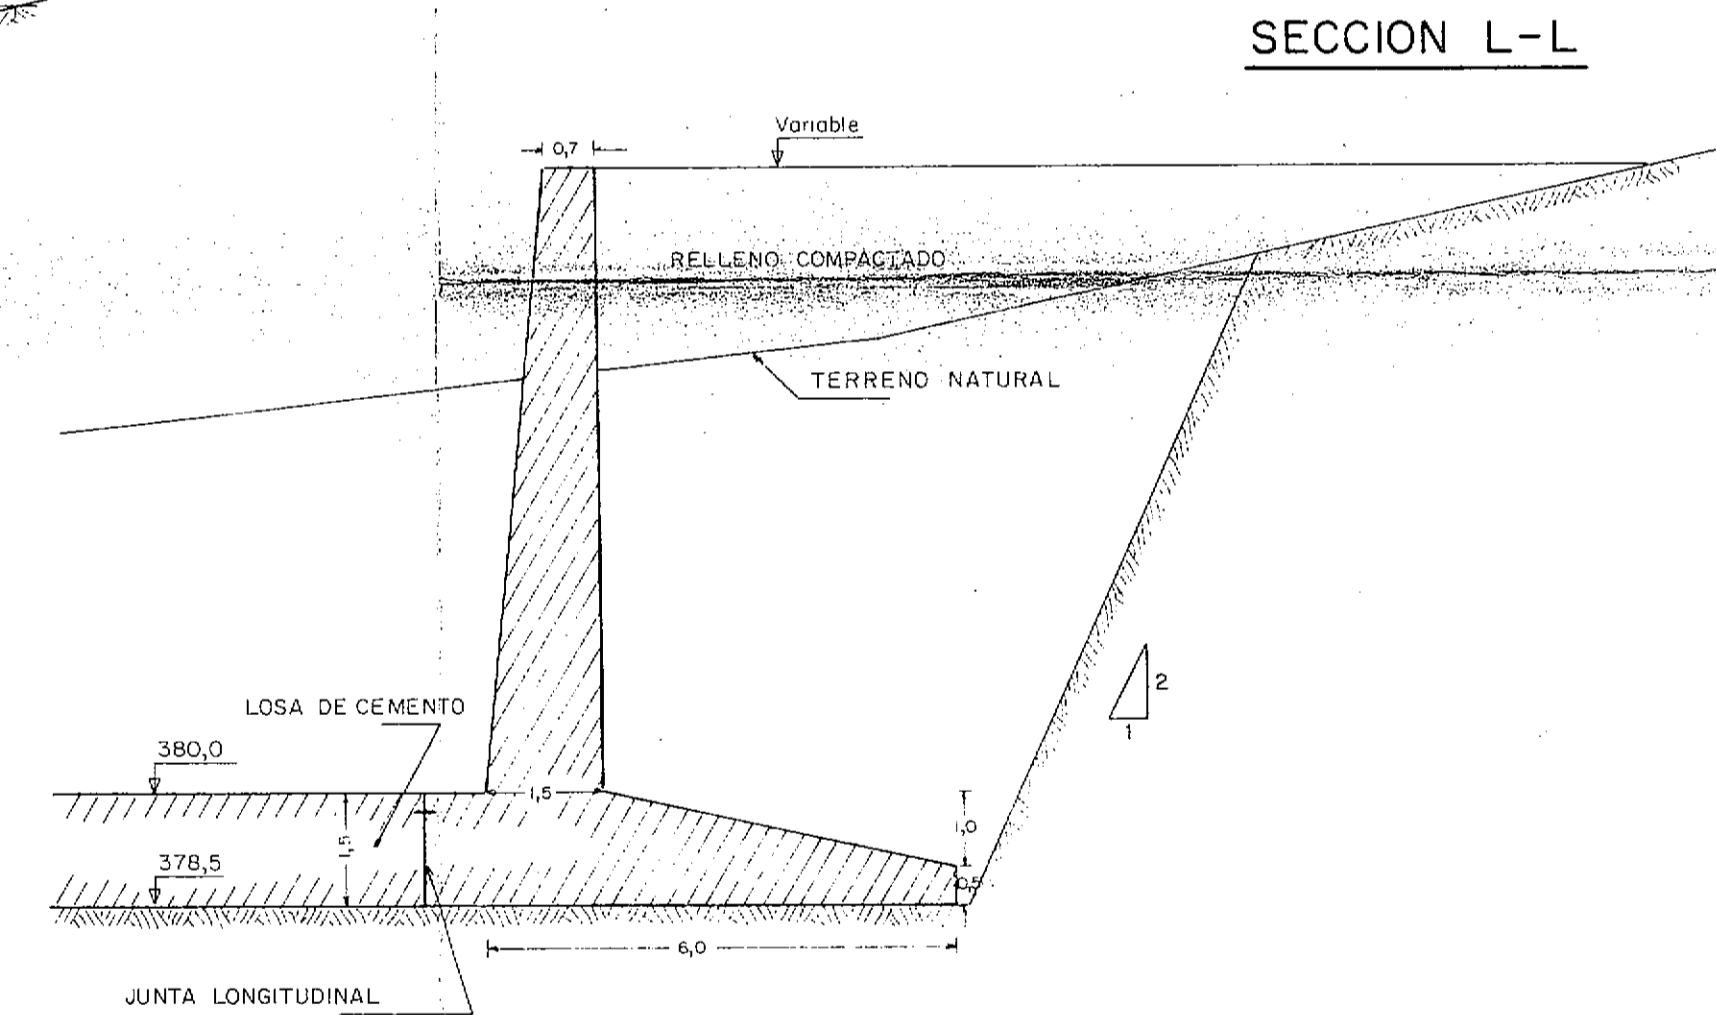 SECCION L-L
Variable
0,7
RELLENO COMPACTADO
TERRENO NATURAL
2
1
LOSA DE CEMENTO
380,0
1,5
1,0
1,5
378,5
0,5
6,0
JUNTA LONGITUDINAL